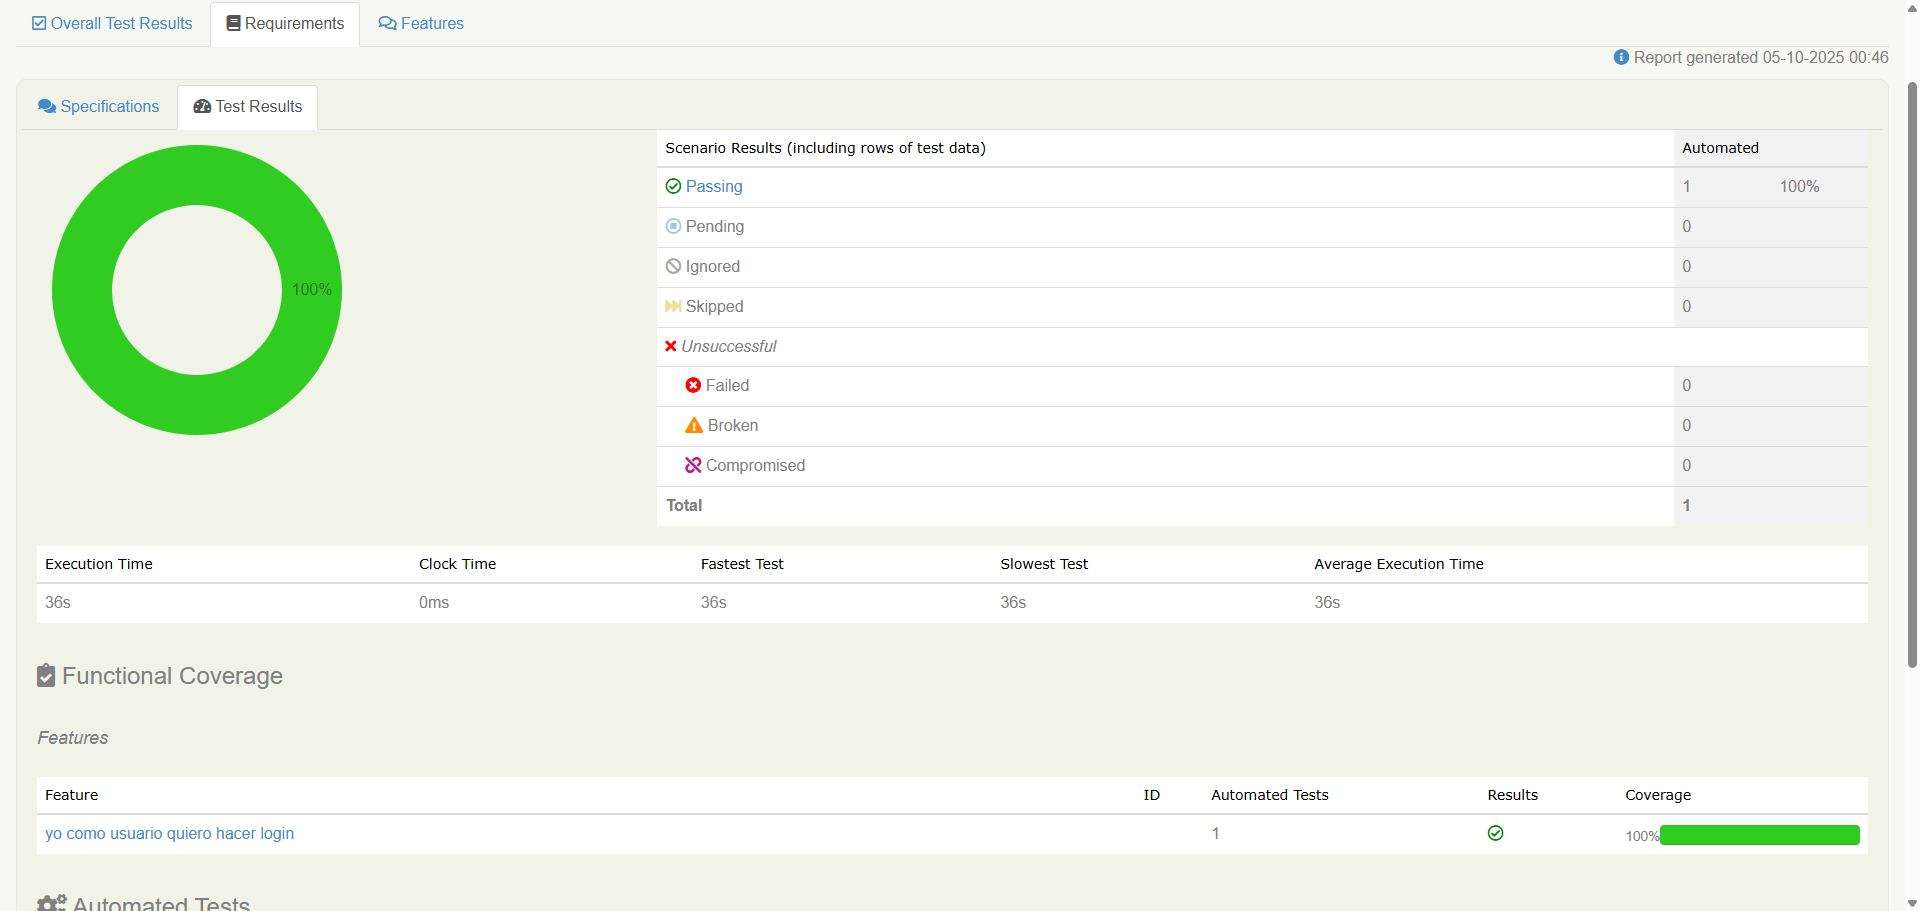 Overall Test Results Requirements Features
Report generated 05-10-2025 00:46
Specifications Test Results
Scenario Results (including rows of test data) Automated
Passing 1 100%
Pending 0
Ignored 0
Skipped 0
Unsuccessful
Failed 0
Broken 0
Compromised 0
Total 1
100%
Execution Time Clock Time Fastest Test Slowest Test Average Execution Time
36s 0ms 36s 36s 36s
Functional Coverage
Features
Feature ID Automated Tests Results Coverage
yo como usuario quiero hacer login 1 100%
Automated Tests